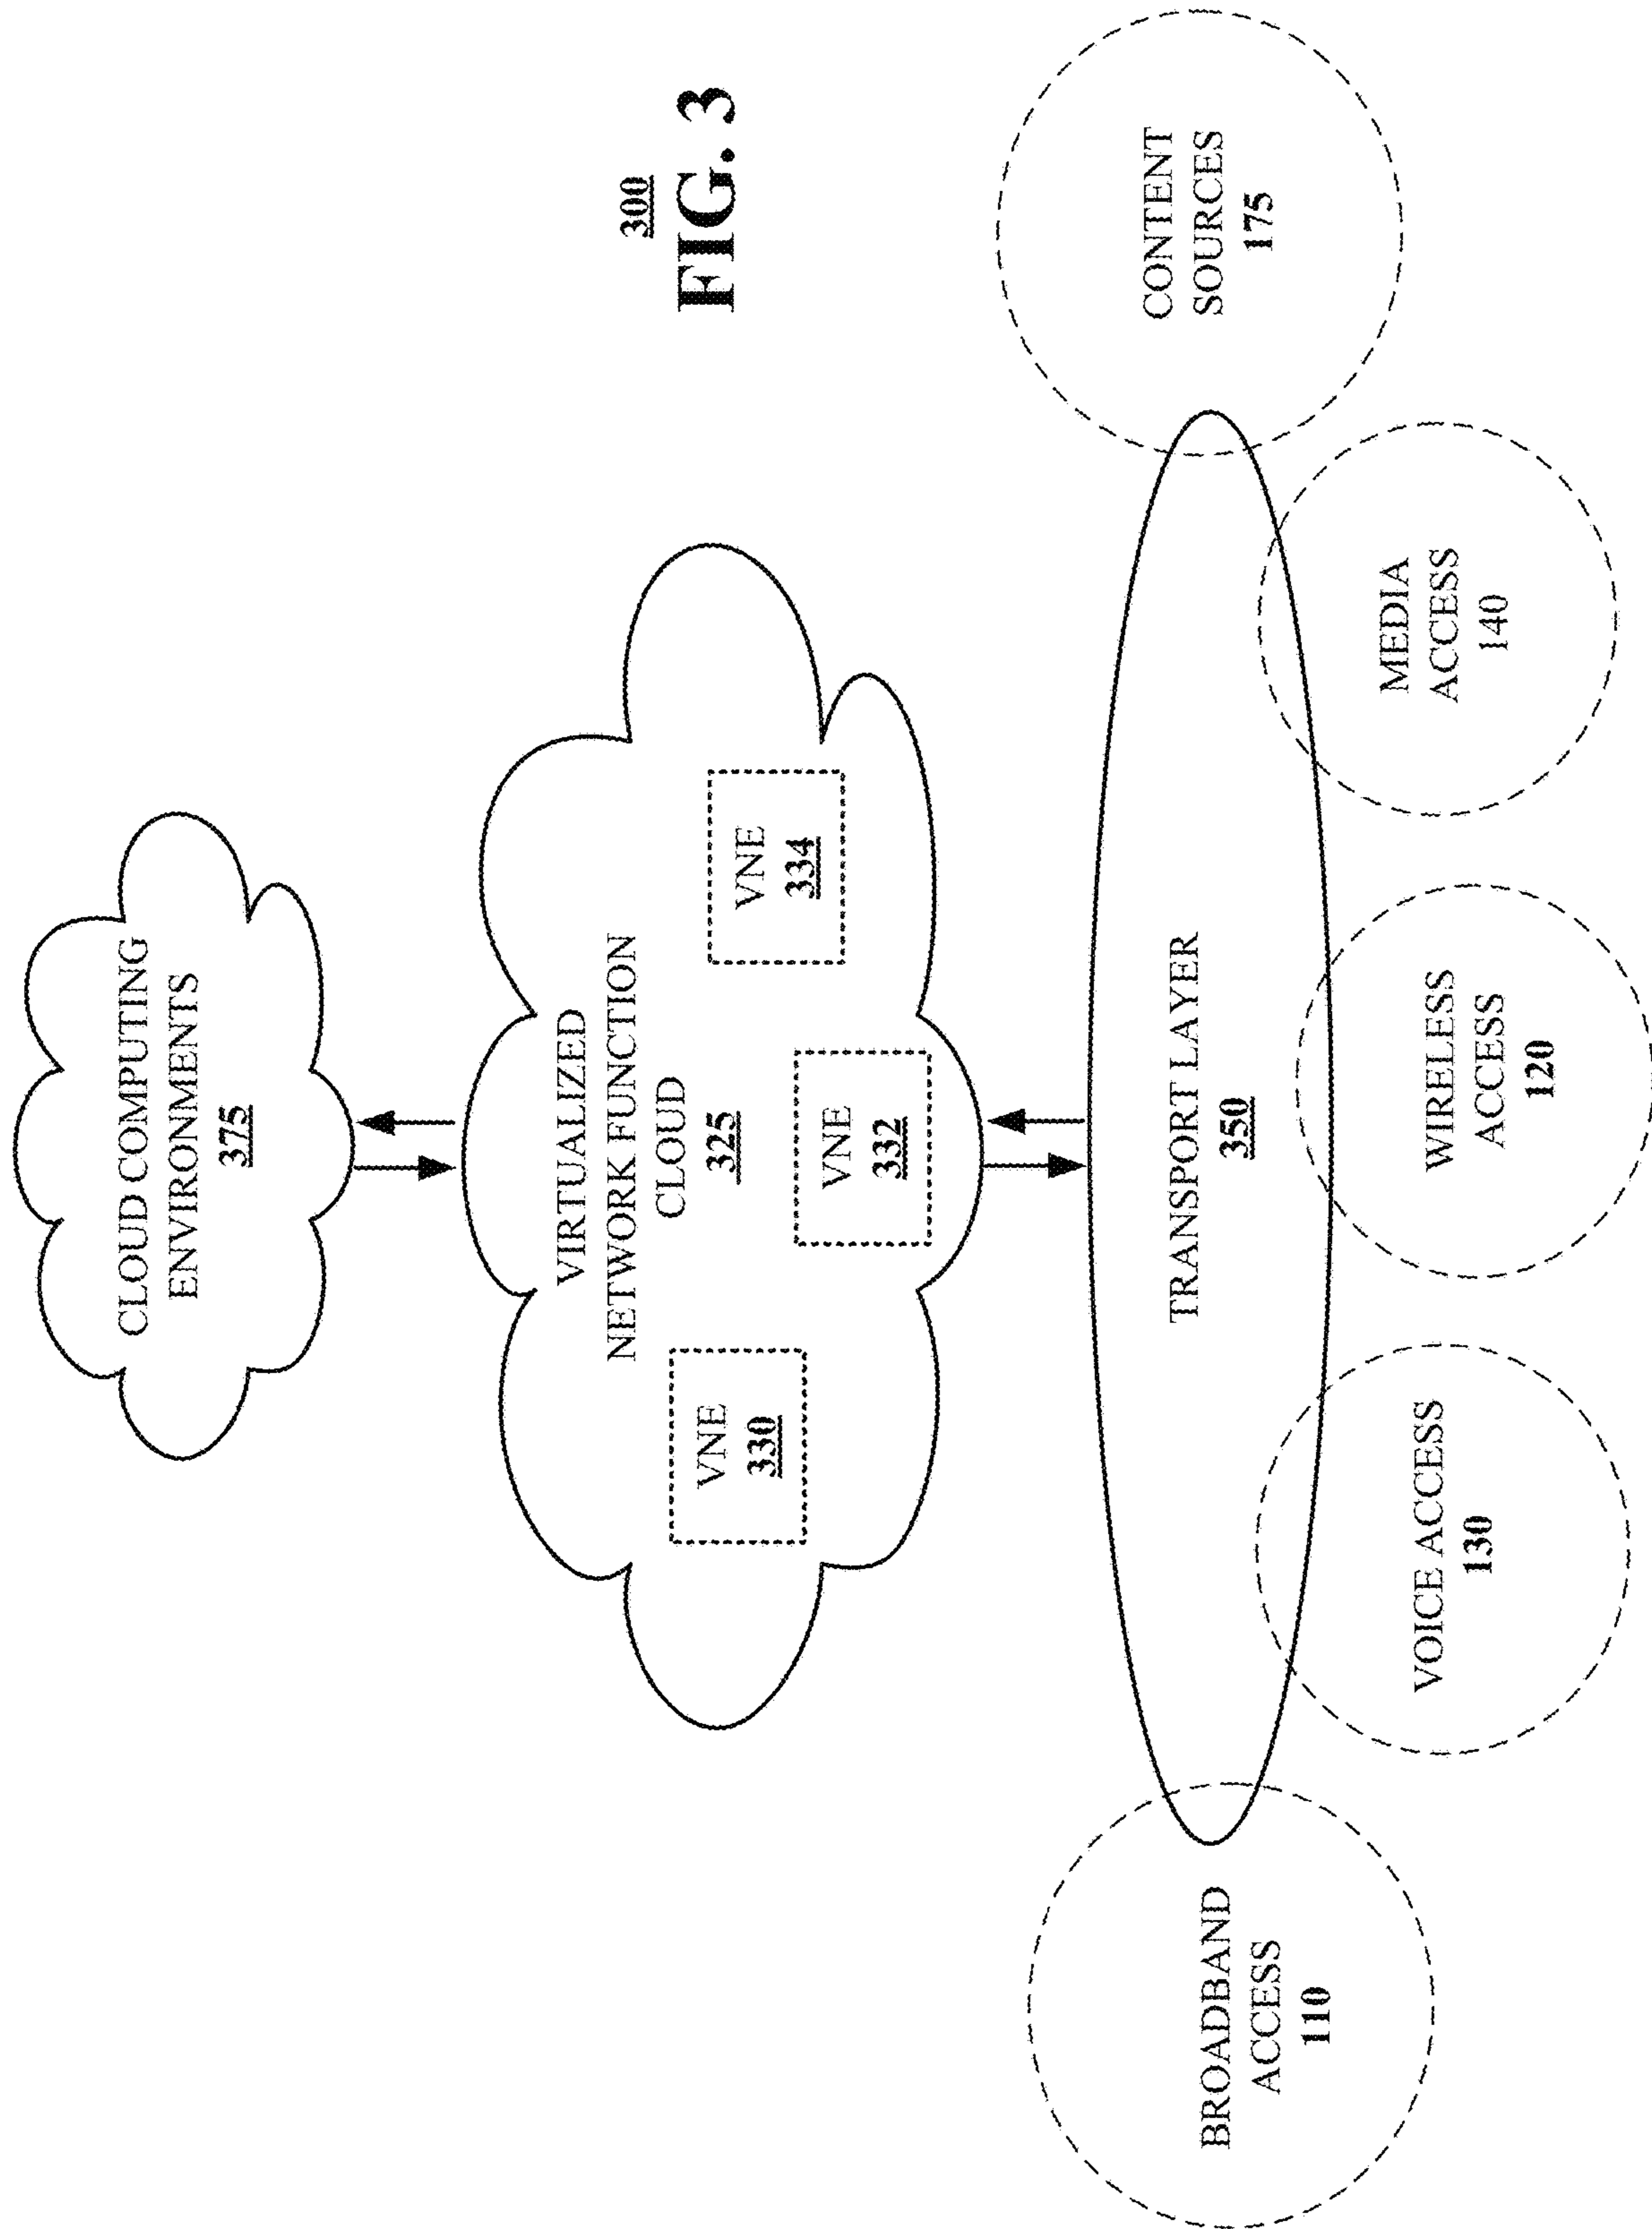 CLOUD COMPUTING
ENVIRONMENTS
375
VIRTUALIZED
NETWORK FUNCTION
CLOUD
325
VNE
330
VNE
332
VNE
334
300
FIG. 3
TRANSPORT LAYER
350
BROADBAND
ACCESS
110
VOICE ACCESS
130
WIRELESS
ACCESS
120
MEDIA
ACCESS
140
CONTENT
SOURCES
175